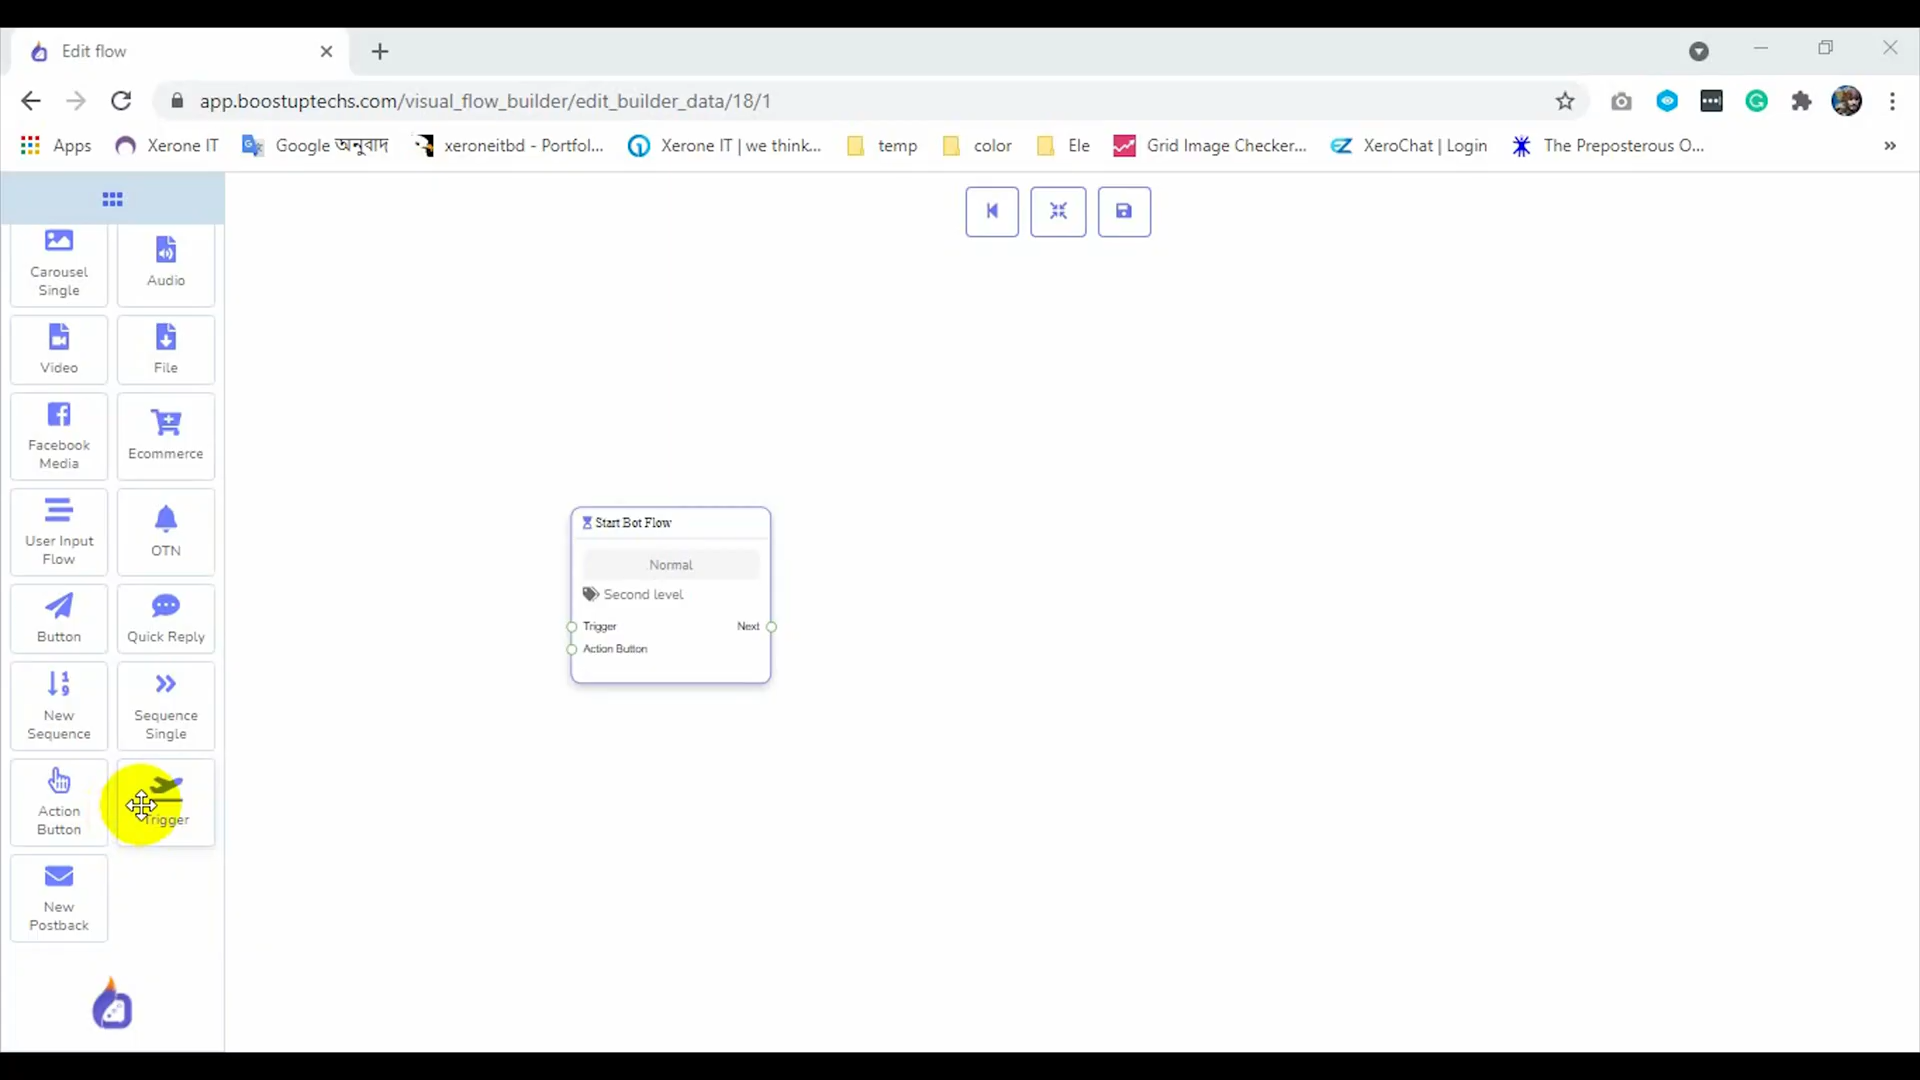 Edit flow
app.boostuptechs.com/visual_flow_builder/edit_builder_data/18/1
Apps
Xerone IT
Google অনুবাদ
xeroneitbd - Portfol...
Xerone IT | we think...
temp
color
Ele
Grid Image Checker...
XeroChat | Login
The Preposterous O...
»
Carousel
Single
Audio
Video
File
Facebook
Media
Ecommerce
User Input
Flow
OTN
Button
Quick Reply
New
Sequence
Sequence
Single
Action
Button
Trigger
New
Postback
Start Bot Flow
Normal
Second level
Trigger
Next
Action Button